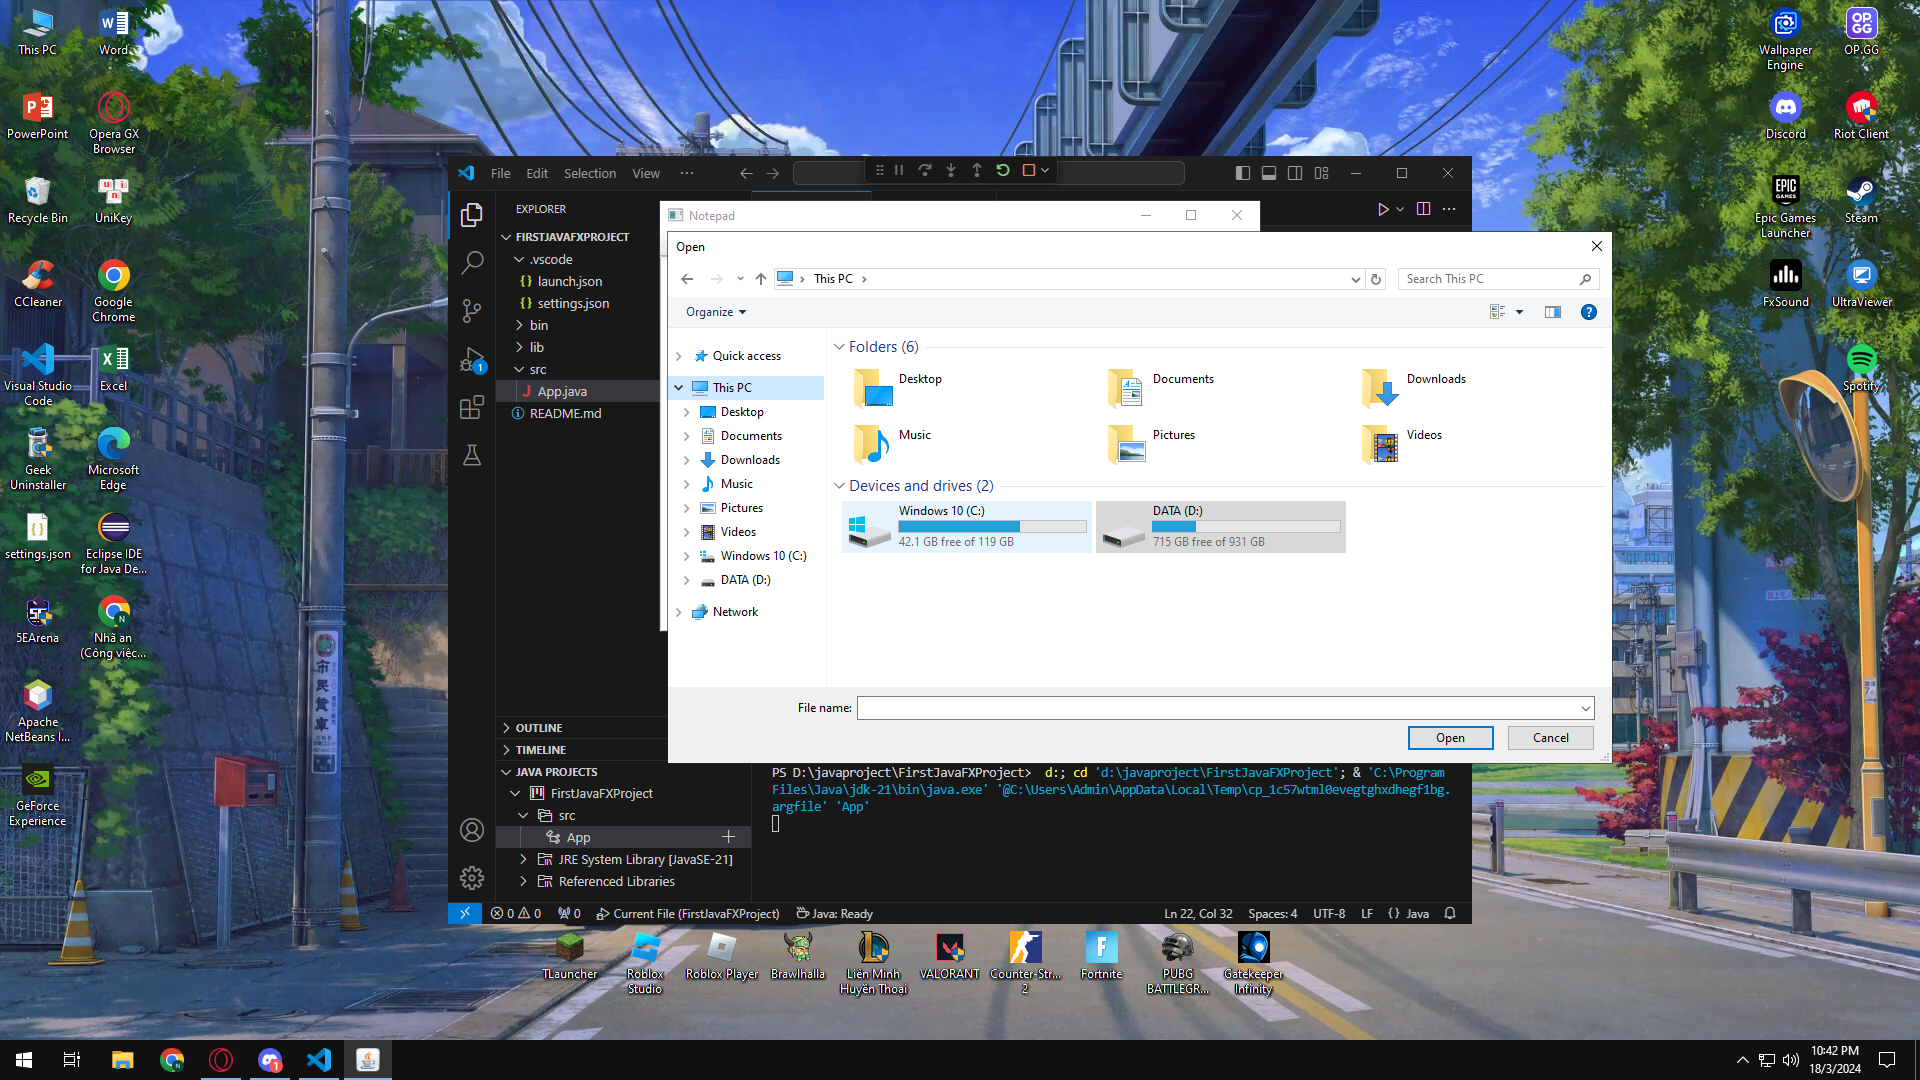 This PC
Word
PowerPoint
Opera GX
Browser
Recycle Bin
UniKey
CCleaner
Google
Chrome
Visual Studio
Code
Excel
Geek
Uninstaller
Microsoft
Edge
settings.json
Eclipse IDE
for Java De...
5EArena
Nhã an
(Công việc...
Apache
NetBeans I...
GeForce
Experience
Wallpaper
Engine
OP.GG
Discord
Riot Client
Epic Games
Launcher
Steam
FxSound
UltraViewer
Spotify
File Edit Selection View ···
EXPLORER
FIRSTJAVAFXPROJECT
.vscode
launch.json
settings.json
bin
lib
src
App.java
README.md
OUTLINE
TIMELINE
JAVA PROJECTS
FirstJavaFXProject
src
App
JRE System Library [JavaSE-21]
Referenced Libraries
Notepad
Open
This PC
Search This PC
Organize
Quick access
This PC
Desktop
Documents
Downloads
Music
Pictures
Videos
Windows 10 (C:)
DATA (D:)
Network
Folders (6)
Desktop
Documents
Downloads
Music
Pictures
Videos
Devices and drives (2)
Windows 10 (C:)
42.1 GB free of 119 GB
DATA (D:)
715 GB free of 931 GB
File name:
Open
Cancel
PS D:\javaproject\FirstJavaFXProject>  d:; cd 'd:\javaproject\FirstJavaFXProject'; & 'C:\Program
Files\Java\jdk-21\bin\java.exe' '@C:\Users\Admin\AppData\Local\Temp\cp_1c57wtml0evegtghxdhegf1bg.
argfile' 'App'
0 0 0 Current File (FirstJavaFXProject) Java: Ready
Ln 22, Col 32 Spaces: 4 UTF-8 LF {} Java
TLauncher
Roblox
Studio
Roblox Player
Brawlhalla
Liên Minh
Huyền Thoại
VALORANT
Counter-Str...
2
Fortnite
PUBG
BATTLEGR...
Gatekeeper
Infinity
10:42 PM
18/3/2024